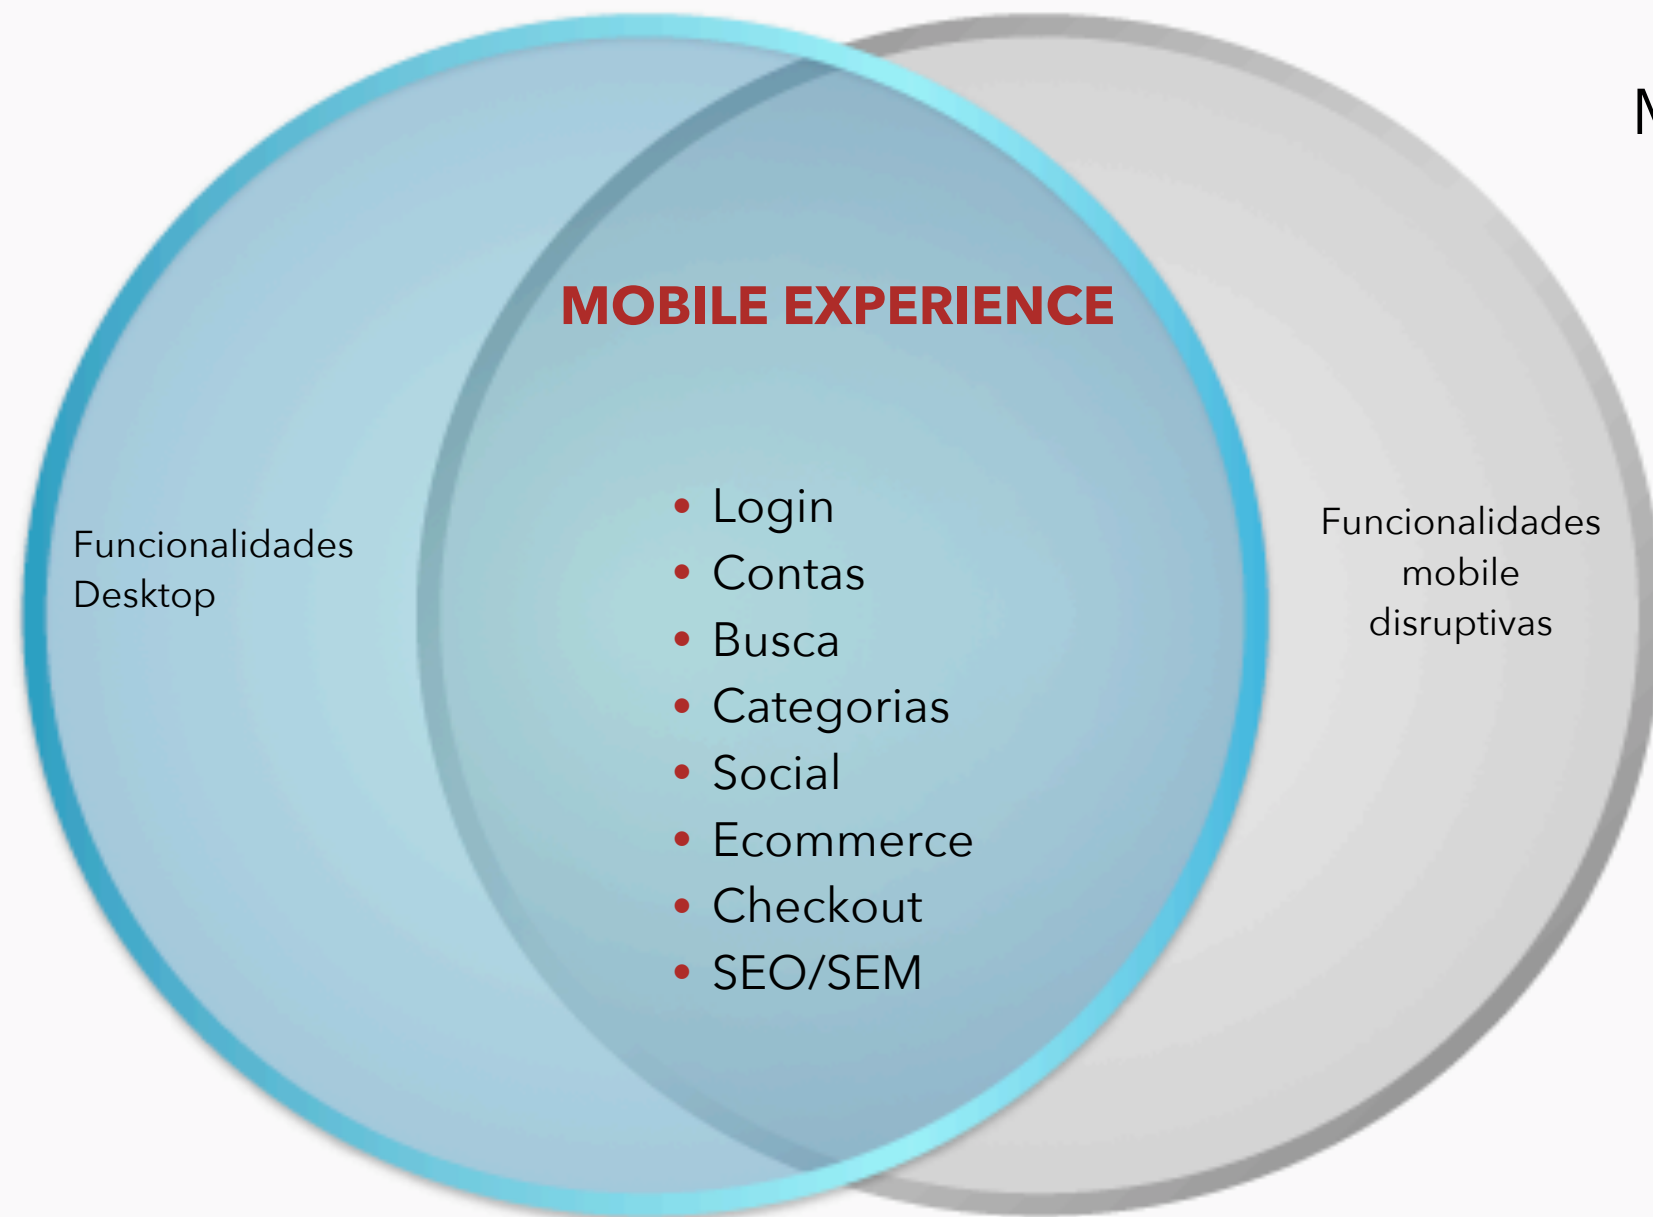 MOBILE EXPERIENCE
• Login
• Contas
• Busca
• Categorias
• Social
• Ecommerce
• Checkout
• SEO/SEM
Funcionalidades
Desktop
Funcionalidades
mobile
disruptivas